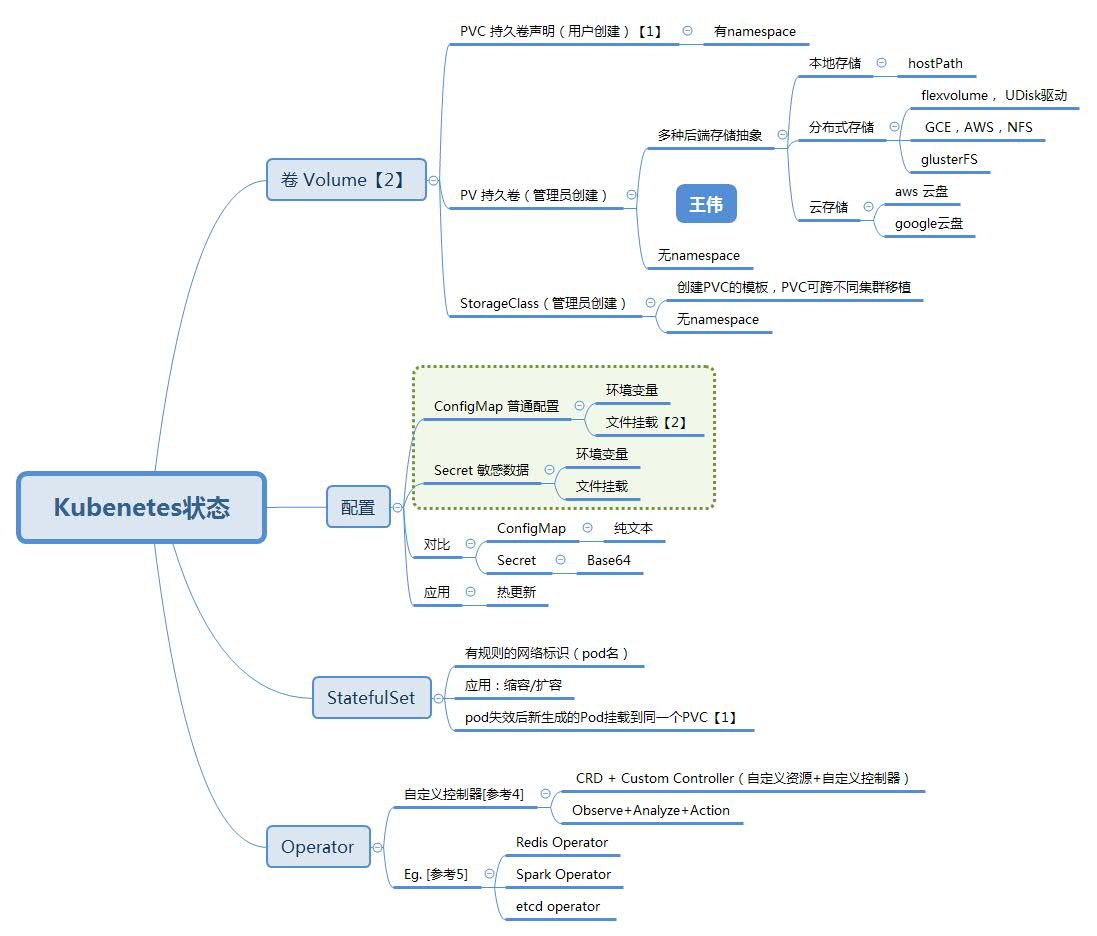 Kubenetes状态
卷 Volume【2】
PVC 持久卷声明（用户创建）【1】
有namespace
PV 持久卷（管理员创建）
多种后端存储抽象
本地存储
hostPath
分布式存储
flexvolume， UDisk驱动
GCE，AWS，NFS
glusterFS
云存储
aws 云盘
google云盘
王伟
无namespace
StorageClass（管理员创建）
创建PVC的模板，PVC可跨不同集群移植
无namespace
配置
ConfigMap 普通配置
环境变量
文件挂载【2】
Secret 敏感数据
环境变量
文件挂载
对比
ConfigMap
纯文本
Secret
Base64
应用
热更新
StatefulSet
有规则的网络标识（pod名）
应用：缩容/扩容
pod失效后新生成的Pod挂载到同一个PVC【1】
Operator
自定义控制器[参考4]
CRD + Custom Controller（自定义资源+自定义控制器）
Observe+Analyze+Action
Eg. [参考5]
Redis Operator
Spark Operator
etcd operator